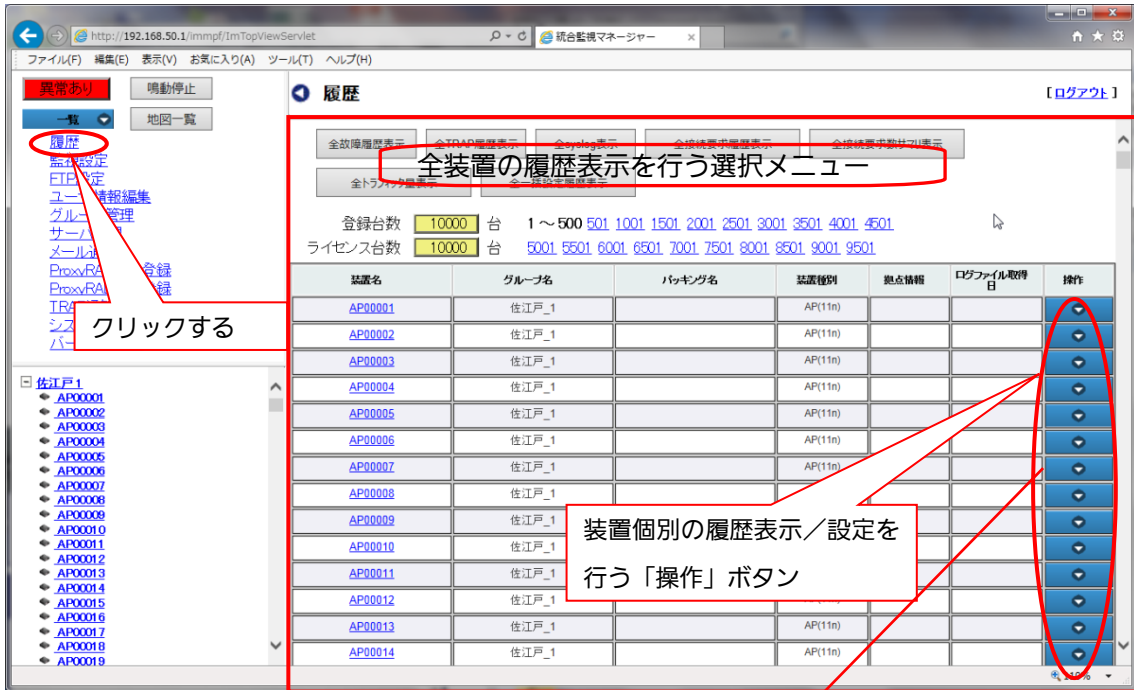 http://192.168.50.1/immpf/ImTopViewServlet
統合監視マネージャー
ファイル(F) 編集(E) 表示(V) お気に入り(A) ツール(T) ヘルプ(H)
異常あり 鳴動停止
一覧 地図一覧
履歴
監視設定
FTP設定
ユーザ情報編集
グループ管理
サーバ
メール通
ProxyRA 登録
ProxyRA 録
TRAP
シス
バー
クリックする
佐江戸1
AP00001
AP00002
AP00003
AP00004
AP00005
AP00006
AP00007
AP00008
AP00009
AP00010
AP00011
AP00012
AP00013
AP00014
AP00015
AP00016
AP00017
AP00018
AP00019
履歴 [ログアウト]
全故障履歴表示 全TRAP履歴表示 全syslog表示 全接続要求履歴表示 全接続要求数サマリ表示
全装置の履歴表示を行う選択メニュー
全トラフィック量表示 全一括設定履歴表示
登録台数 10000 台 1 ～ 500 501 1001 1501 2001 2501 3001 3501 4001 4501
ライセンス台数 10000 台 5001 5501 6001 6501 7001 7501 8001 8501 9001 9501
装置名 グループ名 パッキング名 装置種別 拠点情報 ログファイル取得日 操作
AP00001 佐江戸_1 AP(11n)
AP00002 佐江戸_1 AP(11n)
AP00003 佐江戸_1 AP(11n)
AP00004 佐江戸_1 AP(11n)
AP00005 佐江戸_1 AP(11n)
AP00006 佐江戸_1 AP(11n)
AP00007 佐江戸_1 AP(11n)
AP00008 佐江戸_1
AP00009 佐江戸_1
AP00010 佐江戸_1
AP00011 佐江戸_1
AP00012 佐江戸_1
AP00013 佐江戸_1 AP(11n)
AP00014 佐江戸_1 AP(11n)
装置個別の履歴表示／設定を
行う「操作」ボタン
110%